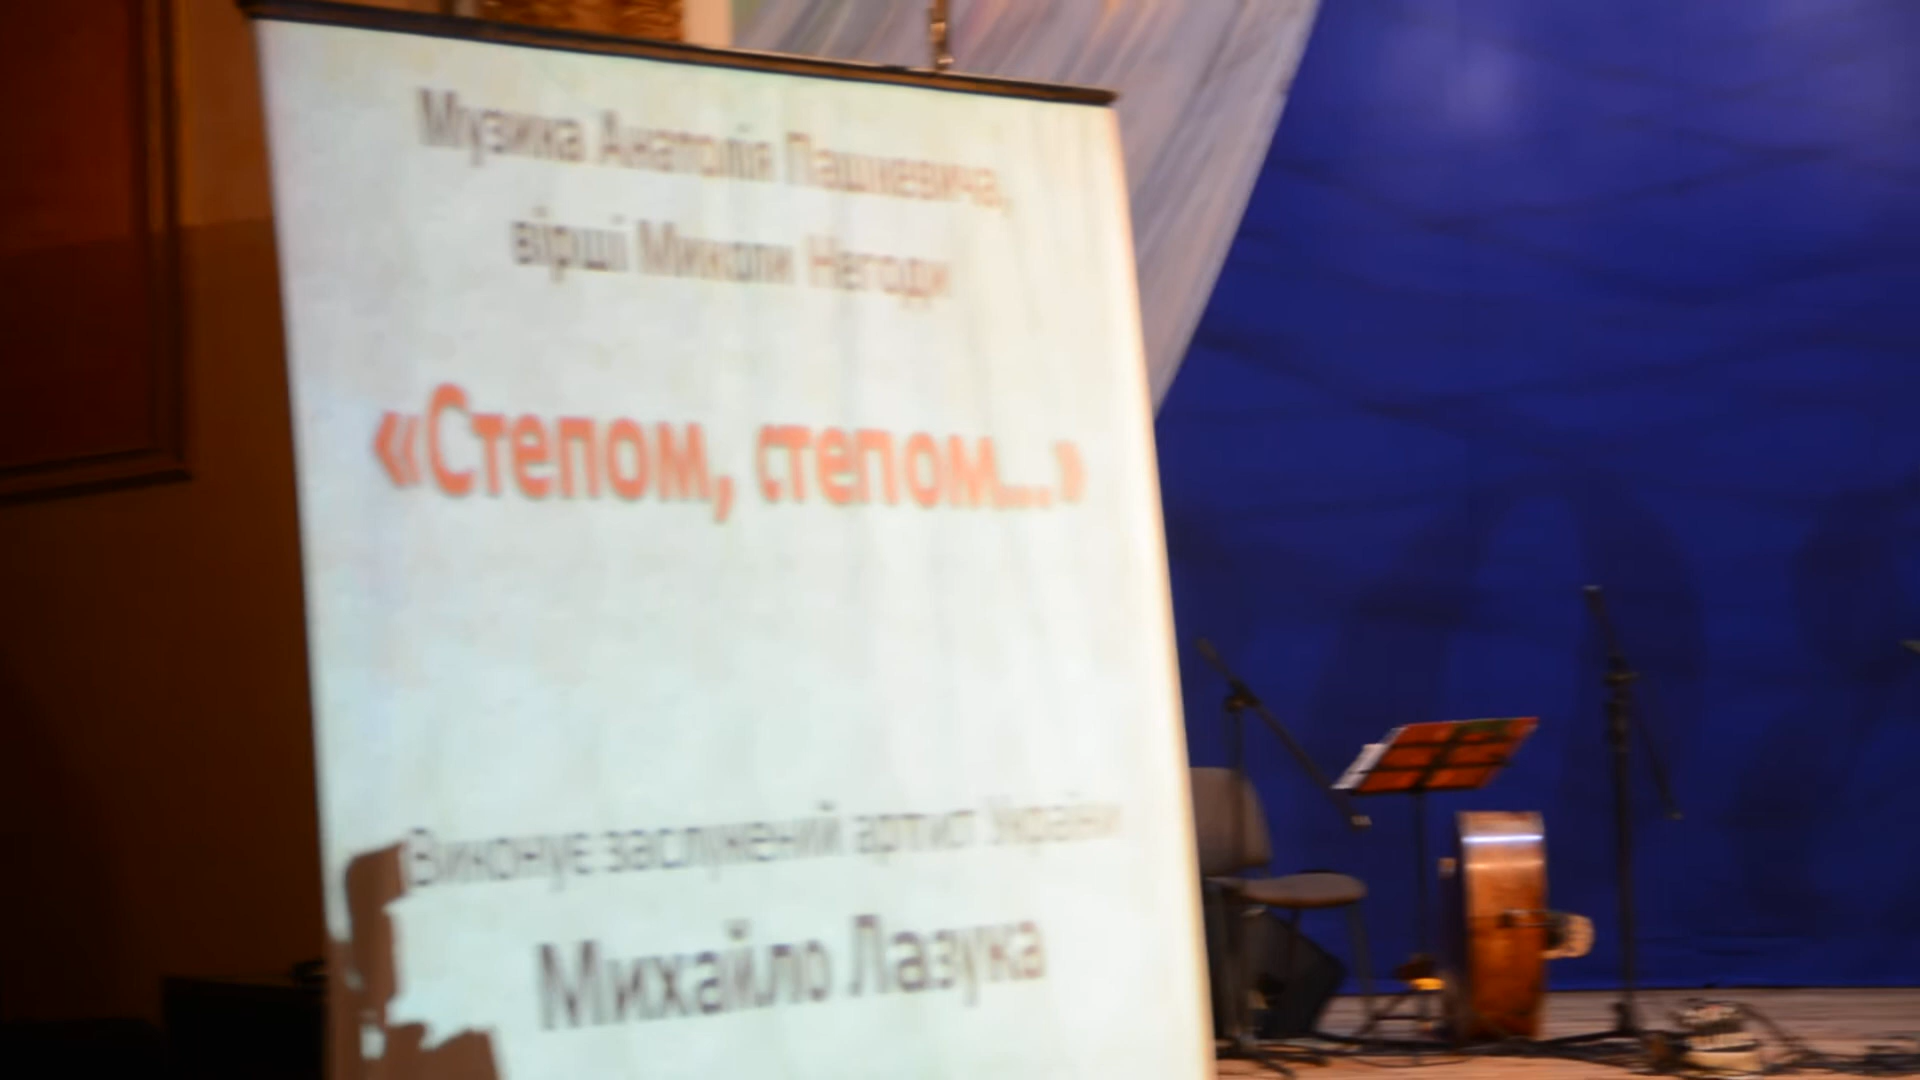 Музика Анатолія Пашкевича,
вірші Миколи Негоди
«Степом, степом...»
Виконує заслужений артист України
Михайло Лазука